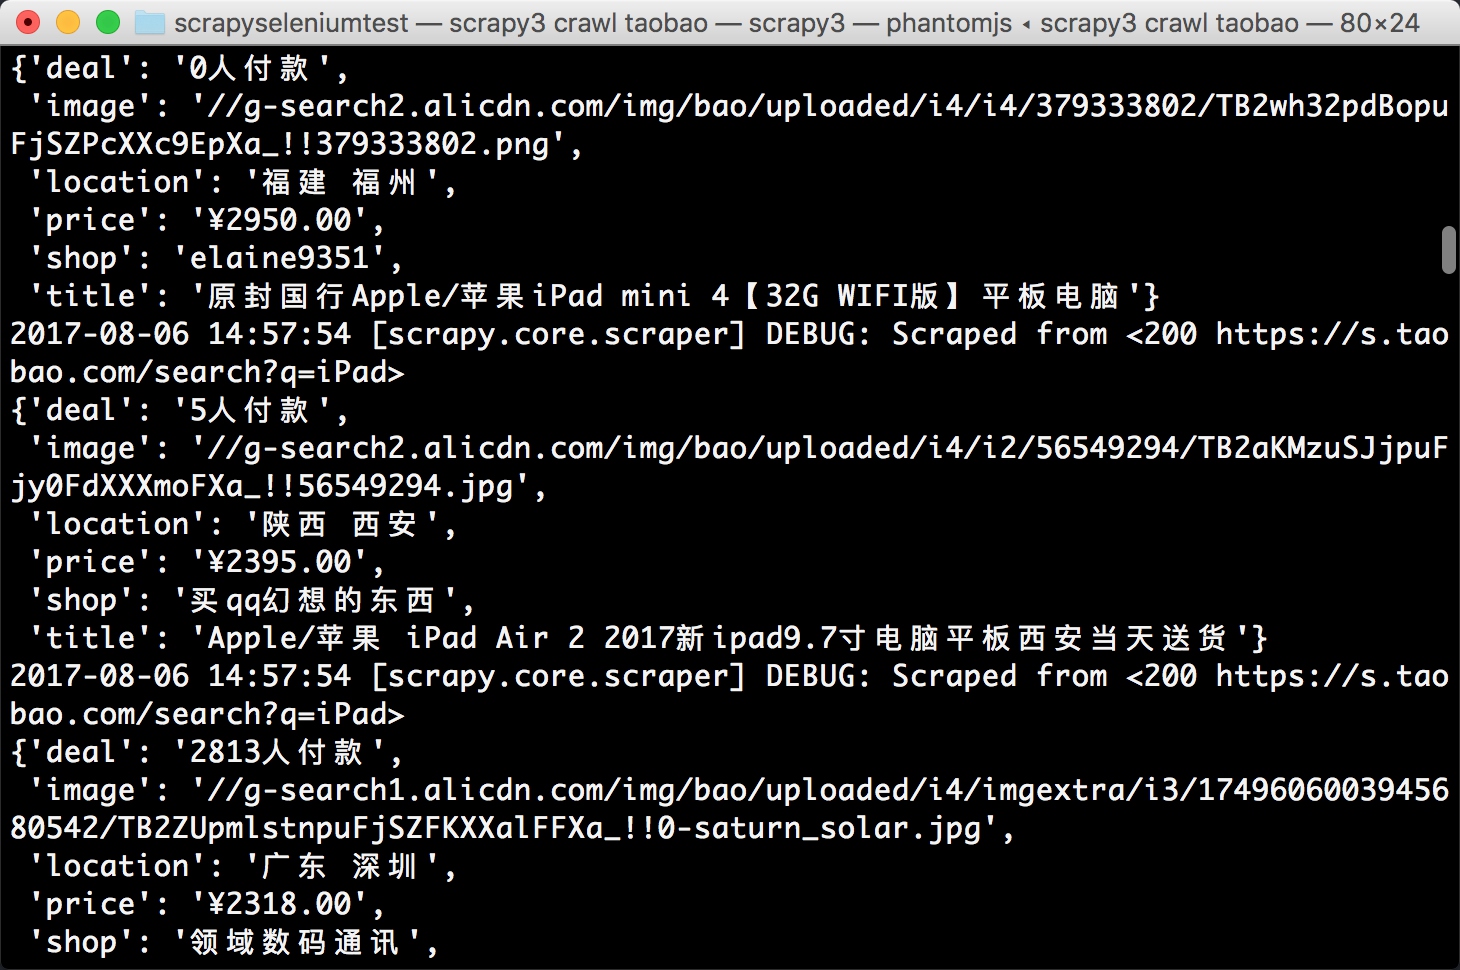 scrapyseleniumtest — scrapy3 crawl taobao — scrapy3 — phantomjs ◂ scrapy3 crawl taobao — 80×24
{'deal': '0人付款',
 'image': '//g-search2.alicdn.com/img/bao/uploaded/i4/i4/379333802/TB2wh32pdBopu
FjSZPcXXc9EpXa_!!379333802.png',
 'location': '福建 福州',
 'price': '¥2950.00',
 'shop': 'elaine9351',
 'title': '原封国行Apple/苹果iPad mini 4【32G WIFI版】平板电脑'}
2017-08-06 14:57:54 [scrapy.core.scraper] DEBUG: Scraped from <200 https://s.tao
bao.com/search?q=iPad>
{'deal': '5人付款',
 'image': '//g-search2.alicdn.com/img/bao/uploaded/i4/i2/56549294/TB2aKMzuSJjpuF
jy0FdXXXmoFXa_!!56549294.jpg',
 'location': '陕西 西安',
 'price': '¥2395.00',
 'shop': '买qq幻想的东西',
 'title': 'Apple/苹果 iPad Air 2 2017新ipad9.7寸电脑平板西安当天送货'}
2017-08-06 14:57:54 [scrapy.core.scraper] DEBUG: Scraped from <200 https://s.tao
bao.com/search?q=iPad>
{'deal': '2813人付款',
 'image': '//g-search1.alicdn.com/img/bao/uploaded/i4/imgextra/i3/17496060039456
80542/TB2ZUpmlstnpuFjSZFKXXalFFXa_!!0-saturn_solar.jpg',
 'location': '广东 深圳',
 'price': '¥2318.00',
 'shop': '领域数码通讯',